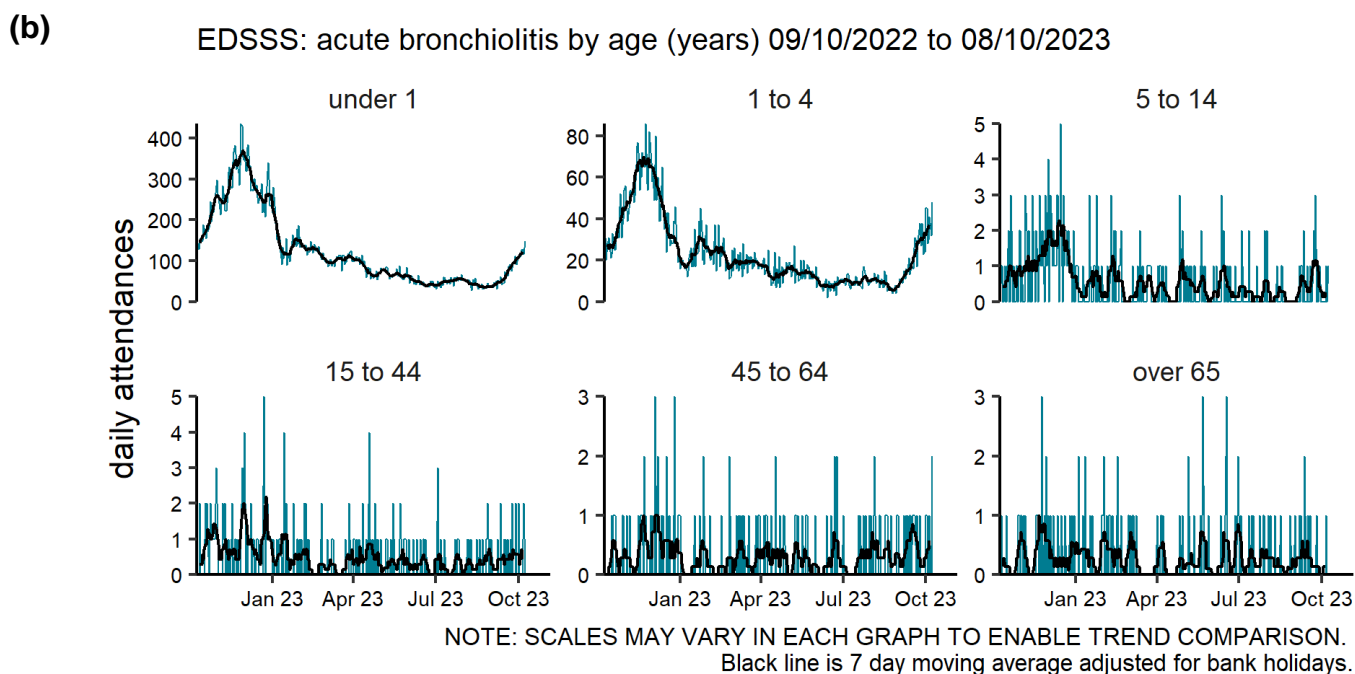 (b)
EDSSS: acute bronchiolitis by age (years) 09/10/2022 to 08/10/2023
daily attendances
under 1
400
300
200
100
0
1 to 4
80
60
40
20
0
5 to 14
5
4
3
2
1
0
15 to 44
5
4
3
2
1
0
Jan 23 Apr 23 Jul 23 Oct 23
45 to 64
3
2
1
0
Jan 23 Apr 23 Jul 23 Oct 23
over 65
3
2
1
0
Jan 23 Apr 23 Jul 23 Oct 23
NOTE: SCALES MAY VARY IN EACH GRAPH TO ENABLE TREND COMPARISON.
Black line is 7 day moving average adjusted for bank holidays.